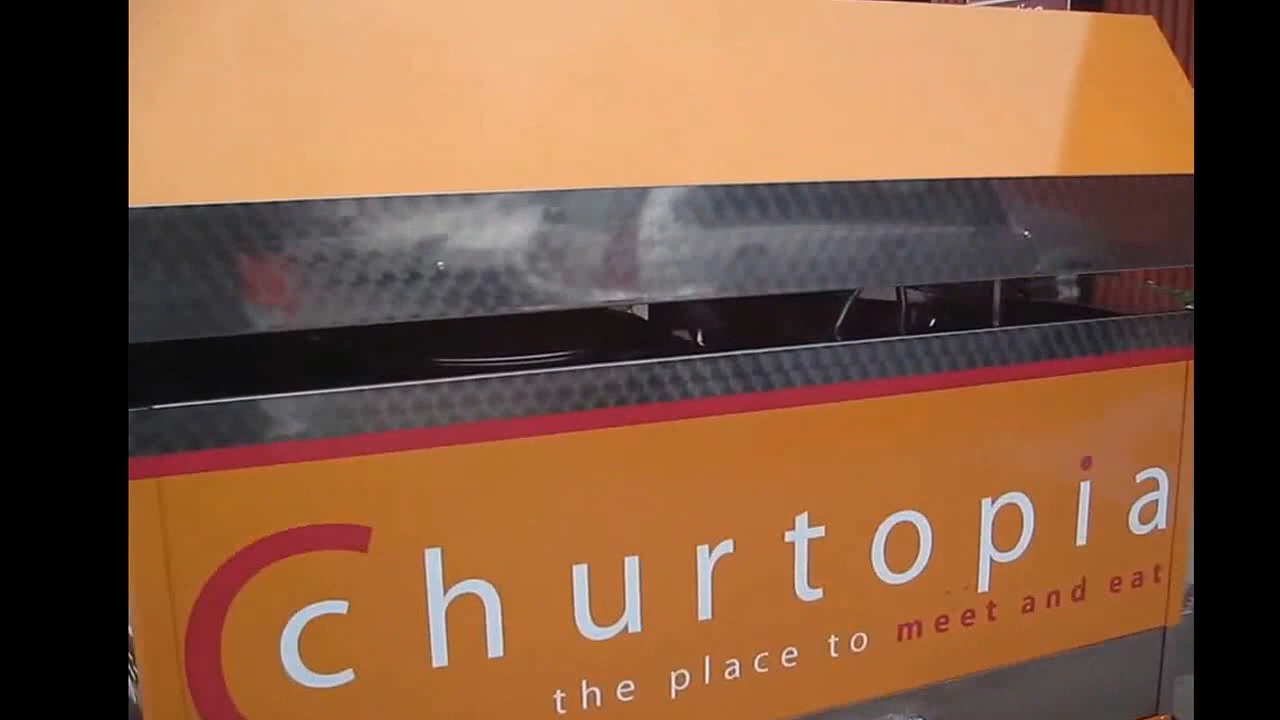 churtopia
the place to meet and eat